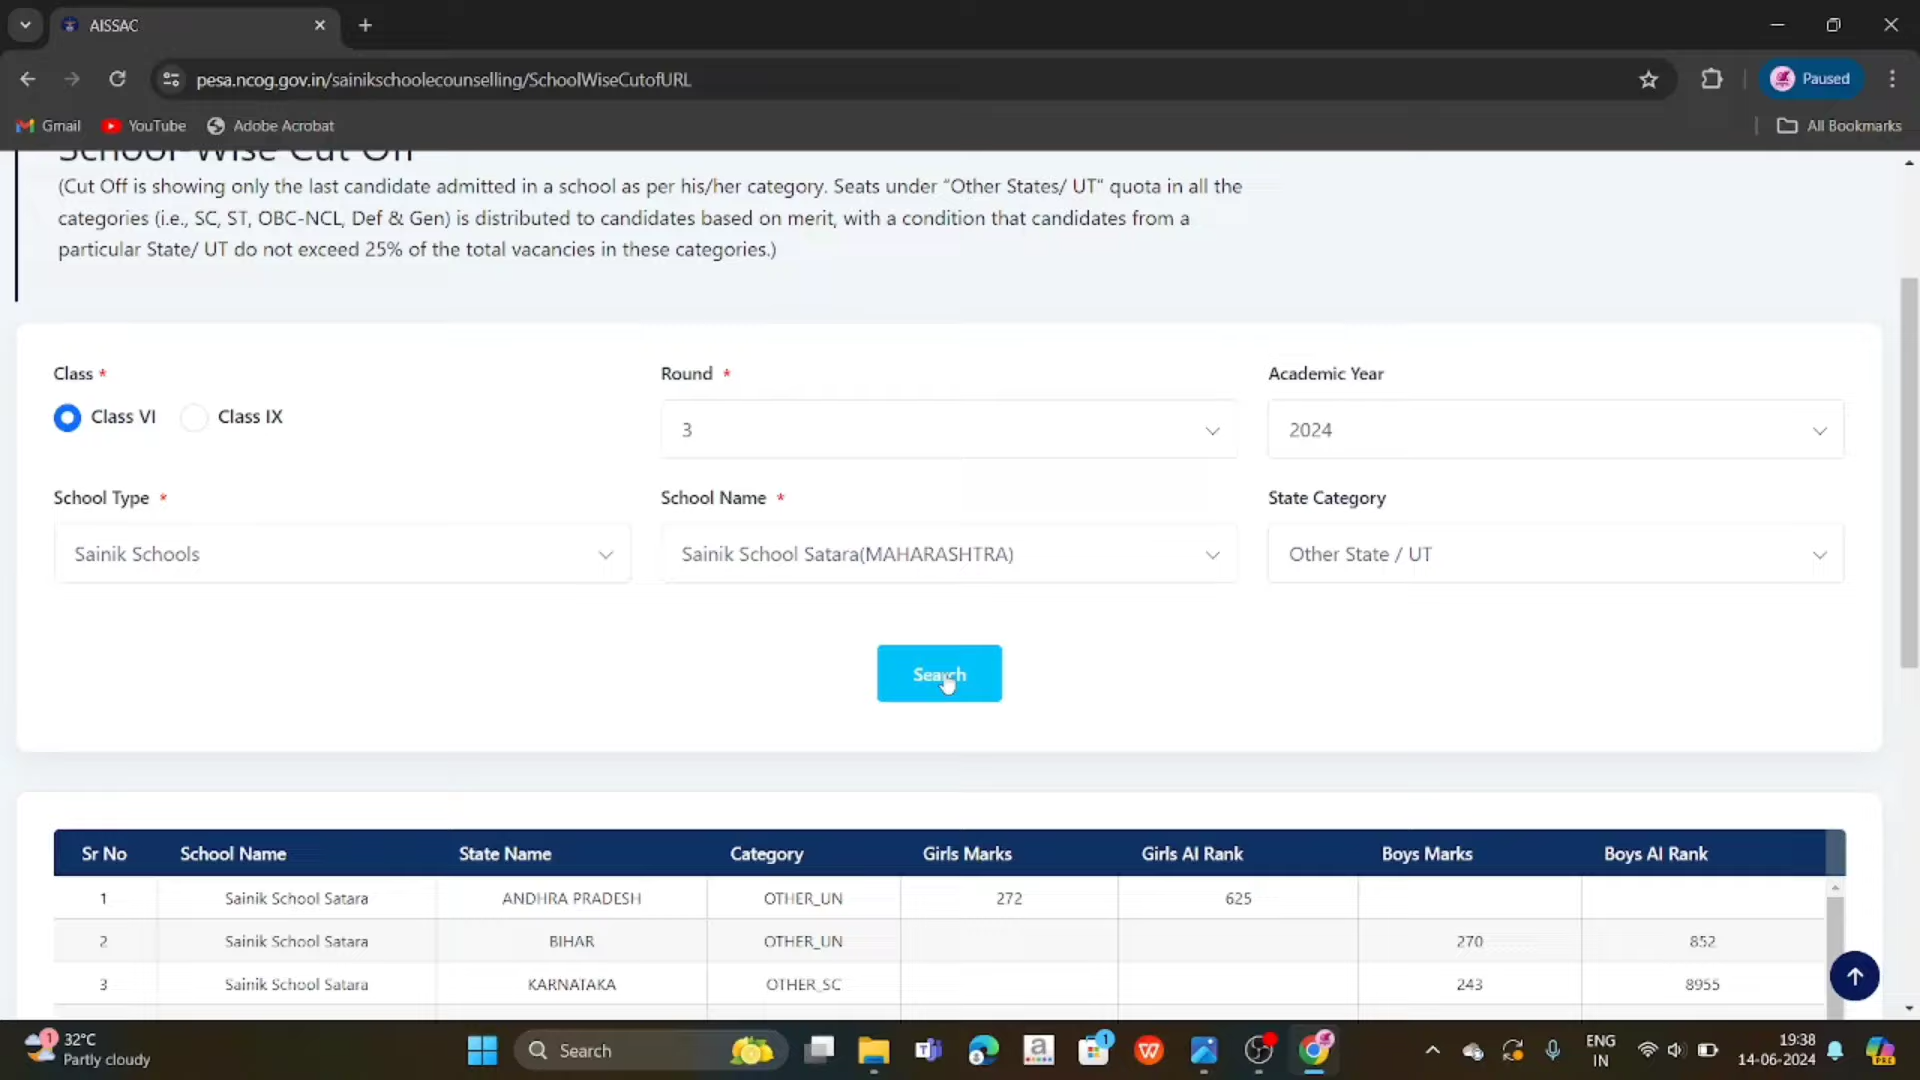 AISSAC
pesa.ncog.gov.in/sainikschoolecounselling/SchoolWiseCutofURL
Paused
Gmail
YouTube
Adobe Acrobat
All Bookmarks
School-Wise Cut Off
(Cut Off is showing only the last candidate admitted in a school as per his/her category. Seats under “Other States/ UT” quota in all the
categories (i.e., SC, ST, OBC-NCL, Def & Gen) is distributed to candidates based on merit, with a condition that candidates from a
particular State/ UT do not exceed 25% of the total vacancies in these categories.)
Class *
Round *
Academic Year
Class VI
Class IX
3
2024
School Type *
School Name *
State Category
Sainik Schools
Sainik School Satara(MAHARASHTRA)
Other State / UT
Search
Sr No School Name State Name Category Girls Marks Girls AI Rank Boys Marks Boys AI Rank
1 Sainik School Satara ANDHRA PRADESH OTHER_UN 272 625
2 Sainik School Satara BIHAR OTHER_UN 270 852
3 Sainik School Satara KARNATAKA OTHER_SC 243 8955
1
32°C
Partly cloudy
Search
1
ENG
IN
19:38
14-06-2024
PRE